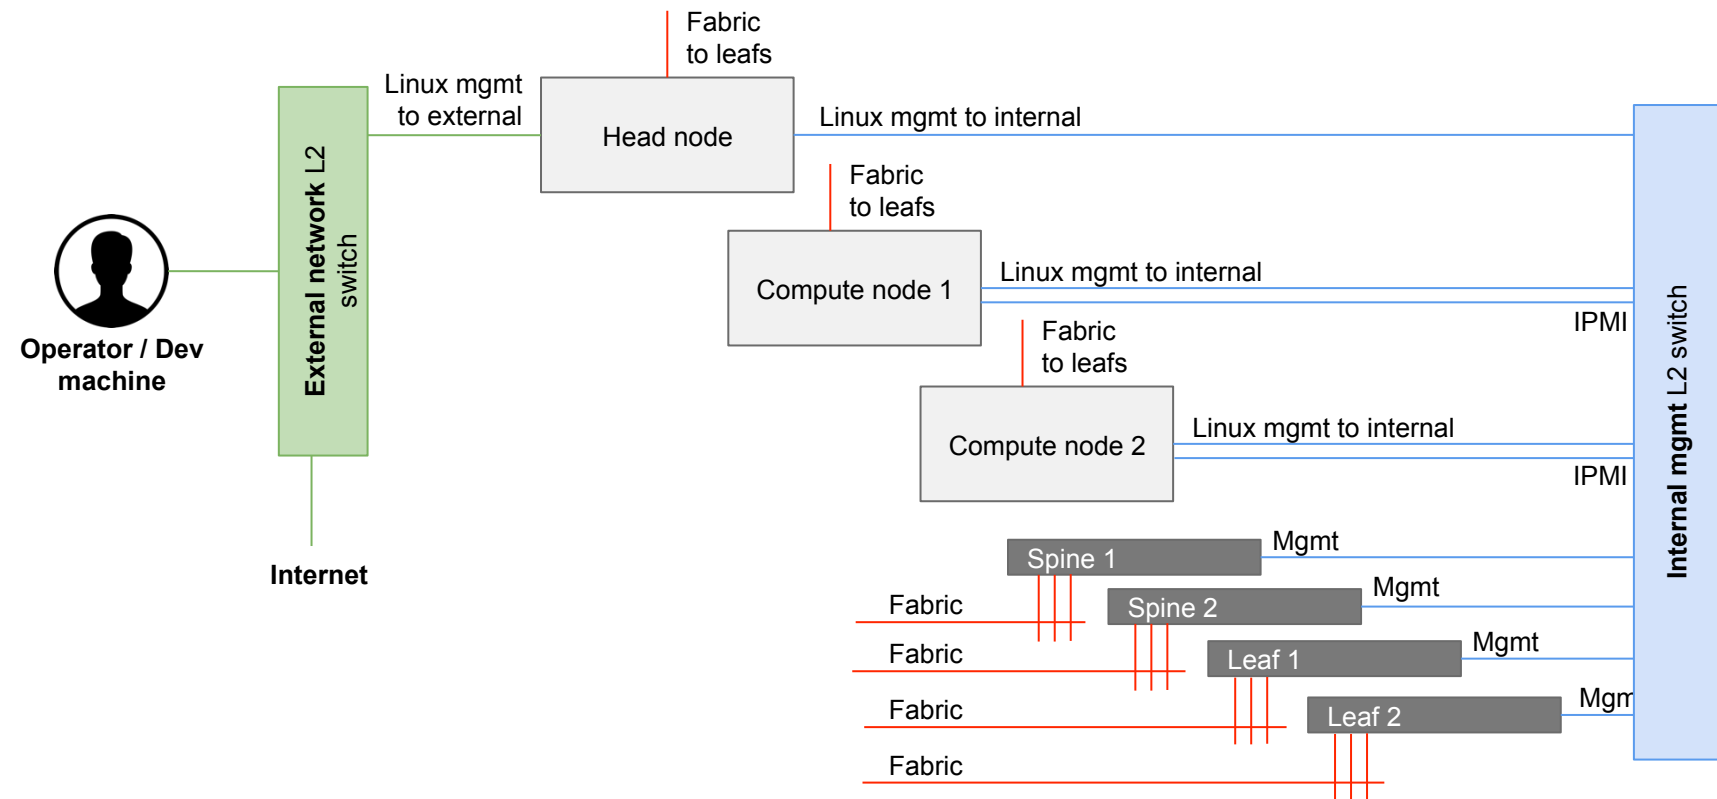 Fabric
to leafs
Linux mgmt
to external
Head node
Linux mgmt to internal
Fabric
to leafs
External network L2
switch
Compute node 1
Linux mgmt to internal
IPMI
Operator / Dev
machine
Fabric
to leafs
Compute node 2
Linux mgmt to internal
IPMI
Internal mgmt L2 switch
Internet
Spine 1
Mgmt
Fabric
Spine 2
Mgmt
Fabric
Leaf 1
Mgmt
Fabric
Leaf 2
Mgm
Fabric